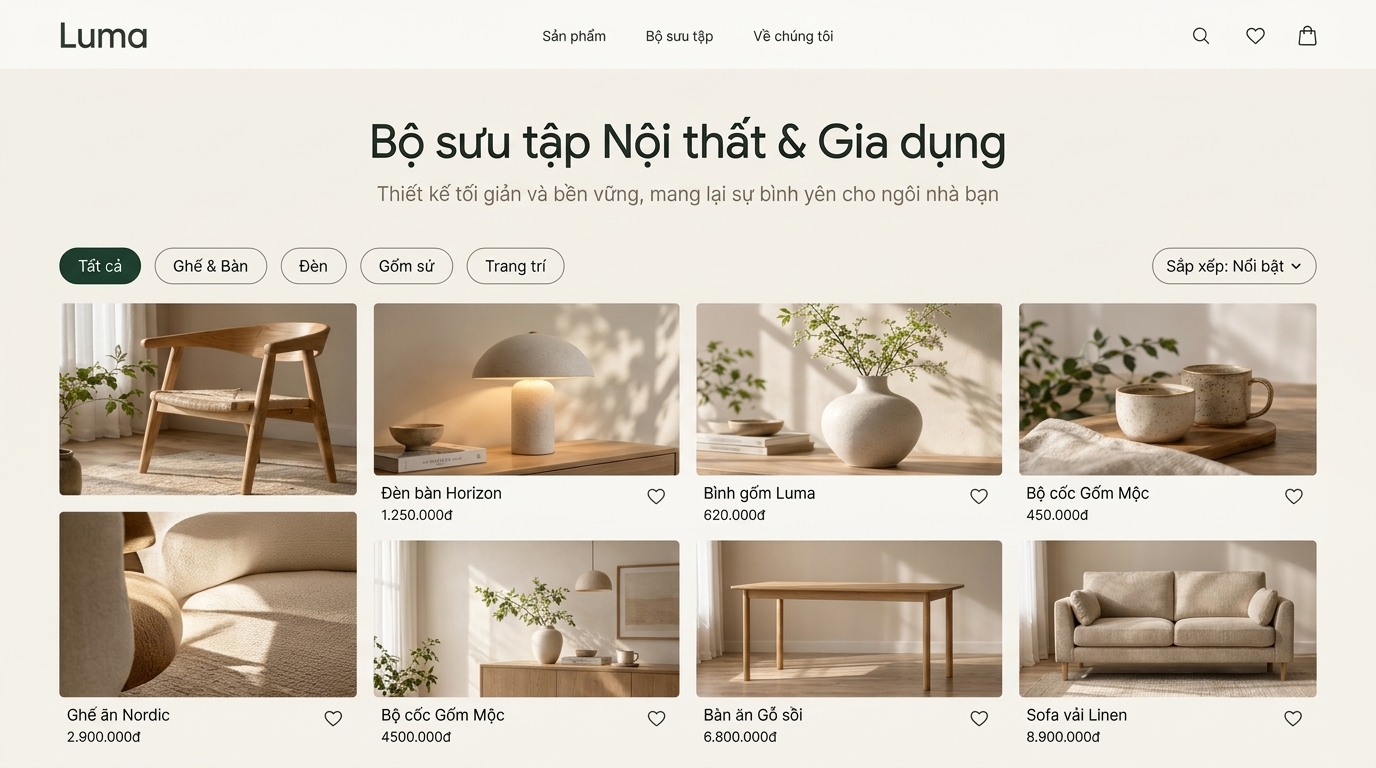 Luma
Sản phẩm
Bộ sưu tập
Về chúng tôi
Bộ sưu tập Nội thất & Gia dụng
Thiết kế tối giản và bền vững, mang lại sự bình yên cho ngôi nhà bạn
Tất cả
Ghế & Bàn
Đèn
Gốm sứ
Trang trí
Sắp xếp: Nổi bật
Đèn bàn Horizon
1.250.000đ
Bình gốm Luma
620.000đ
Bộ cốc Gốm Mộc
450.000đ
Ghế ăn Nordic
2.900.000đ
Bộ cốc Gốm Mộc
4500.000đ
Bàn ăn Gỗ sồi
6.800.000đ
Sofa vải Linen
8.900.000đ